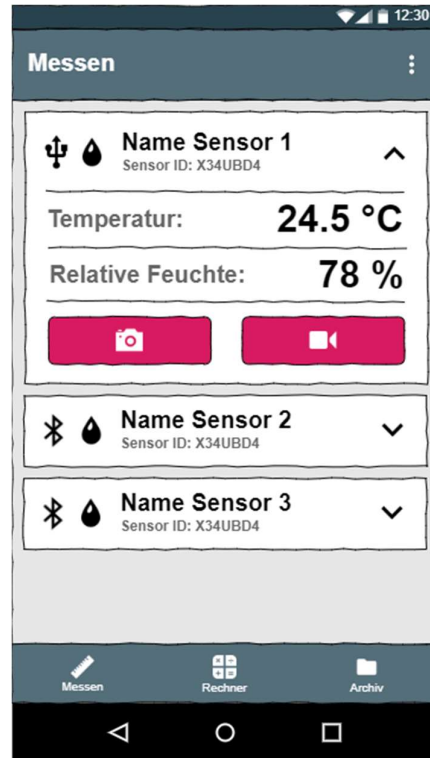 12:30
Messen
Name Sensor 1
Sensor ID: X34UBD4
Temperatur: 24.5 °C
Relative Feuchte: 78 %
Name Sensor 2
Sensor ID: X34UBD4
Name Sensor 3
Sensor ID: X34UBD4
Messen Rechner Archiv